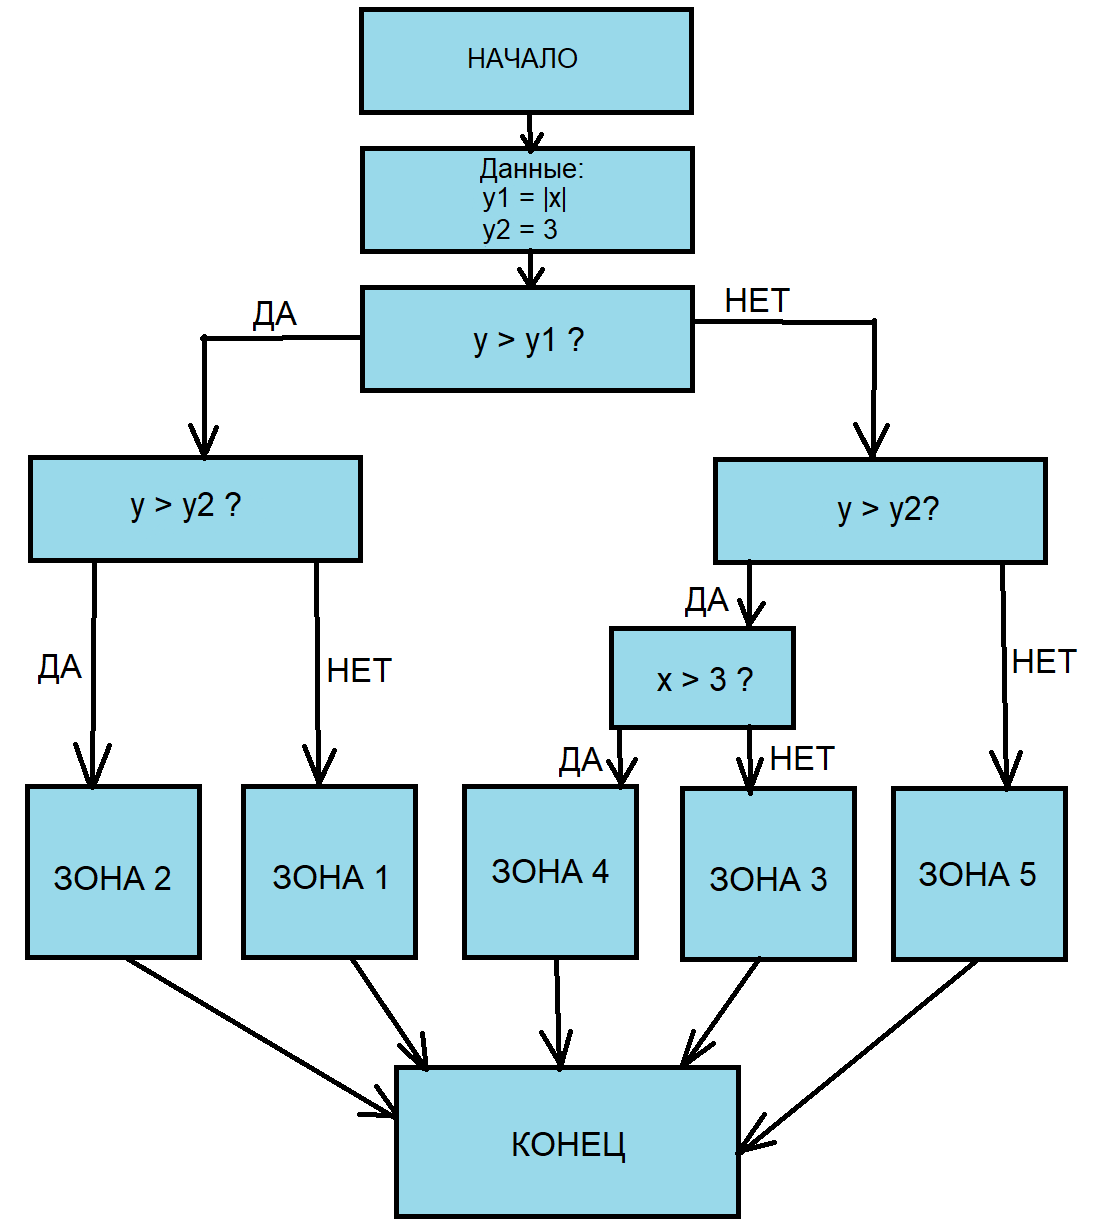 НАЧАЛО
Данные:
y1 = |x|
y2 = 3
ДА
НЕТ
y > y1 ?
y > y2 ?
y > y2?
ДА
НЕТ
ДА
НЕТ
x > 3 ?
ДА
НЕТ
ЗОНА 2
ЗОНА 1
ЗОНА 4
ЗОНА 3
ЗОНА 5
КОНЕЦ